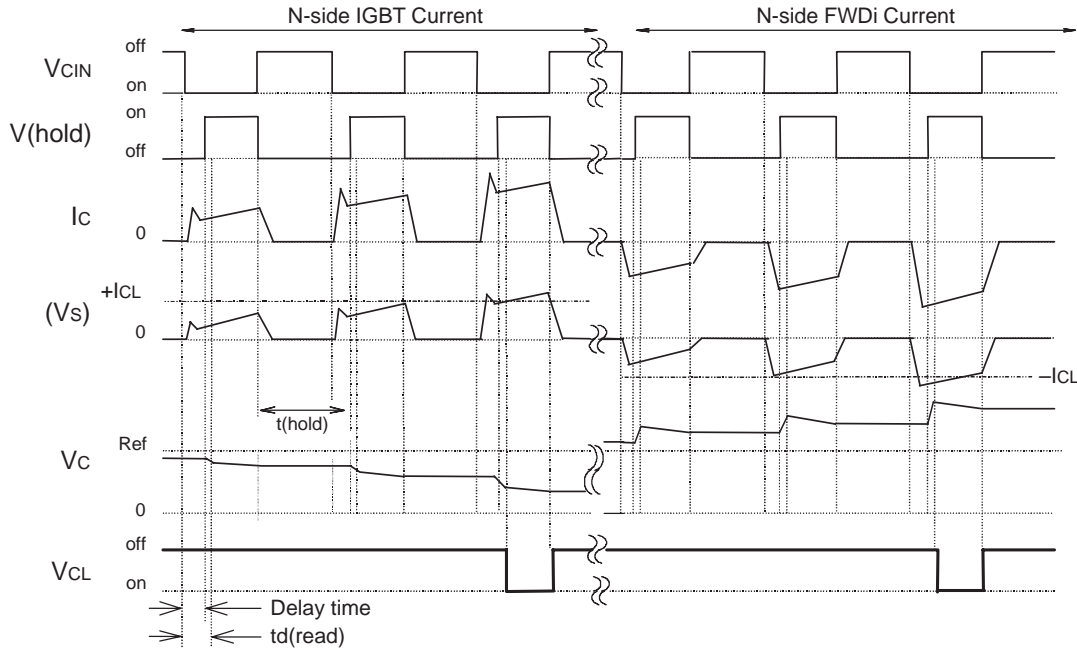 N-side IGBT Current
N-side FWDi Current
off
VCIN
on
on
V(hold)
off
IC
0
+ICL
(VS)
0
–ICL
t(hold)
Ref
VC
0
off
VCL
on
Delay time
td(read)